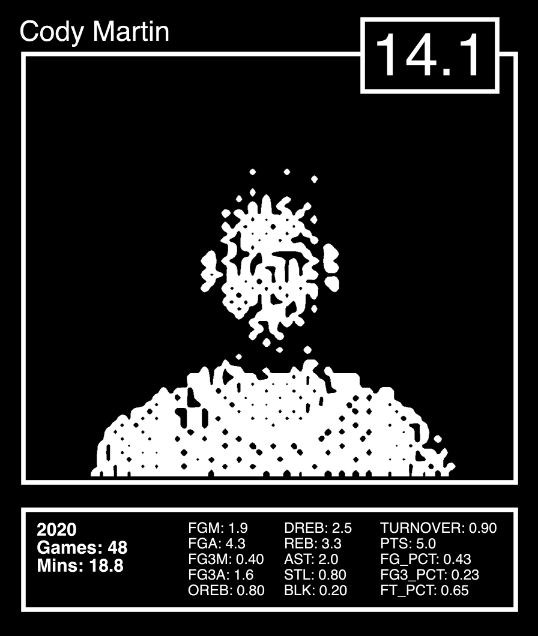 Cody Martin
14.1
2020
Games: 48
Mins: 18.8
FGM: 1.9
FGA: 4.3
FG3M: 0.40
FG3A: 1.6
OREB: 0.80
DREB: 2.5
REB: 3.3
AST: 2.0
STL: 0.80
BLK: 0.20
TURNOVER: 0.90
PTS: 5.0
FG_PCT: 0.43
FG3_PCT: 0.23
FT_PCT: 0.65